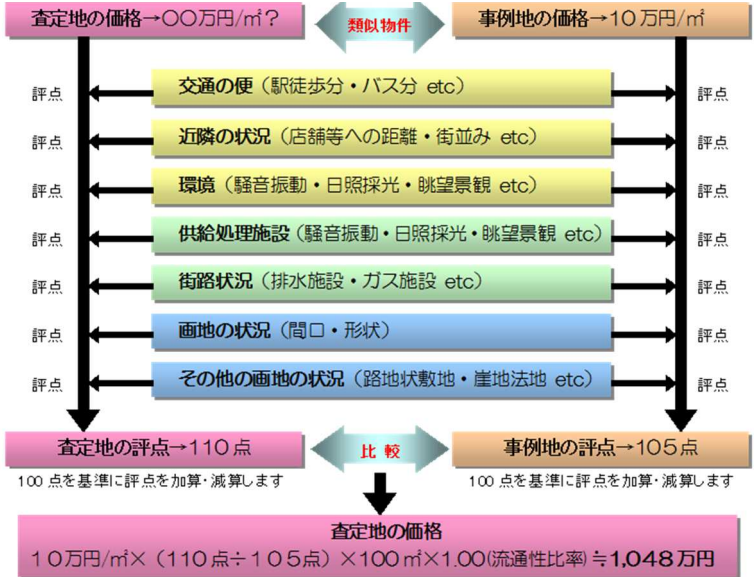 査定地の価格→〇〇万円/㎡？
類似物件
事例地の価格→10万円/㎡
評点
交通の便（駅徒歩分・バス分 etc）
評点
評点
近隣の状況（店舗等への距離・街並み etc）
評点
評点
環境（騒音振動・日照採光・眺望景観 etc）
評点
評点
供給処理施設（騒音振動・日照採光・眺望景観 etc）
評点
評点
街路状況（排水施設・ガス施設 etc）
評点
評点
画地の状況（間口・形状）
評点
評点
その他の画地の状況（路地状敷地・崖地法地 etc）
評点
査定地の評点→110点
比 較
事例地の評点→105点
100点を基準に評点を加算・減算します
100点を基準に評点を加算・減算します
査定地の価格
10万円/㎡×（110点÷105点）×100㎡×1.00(流通性比率)≒1,048万円